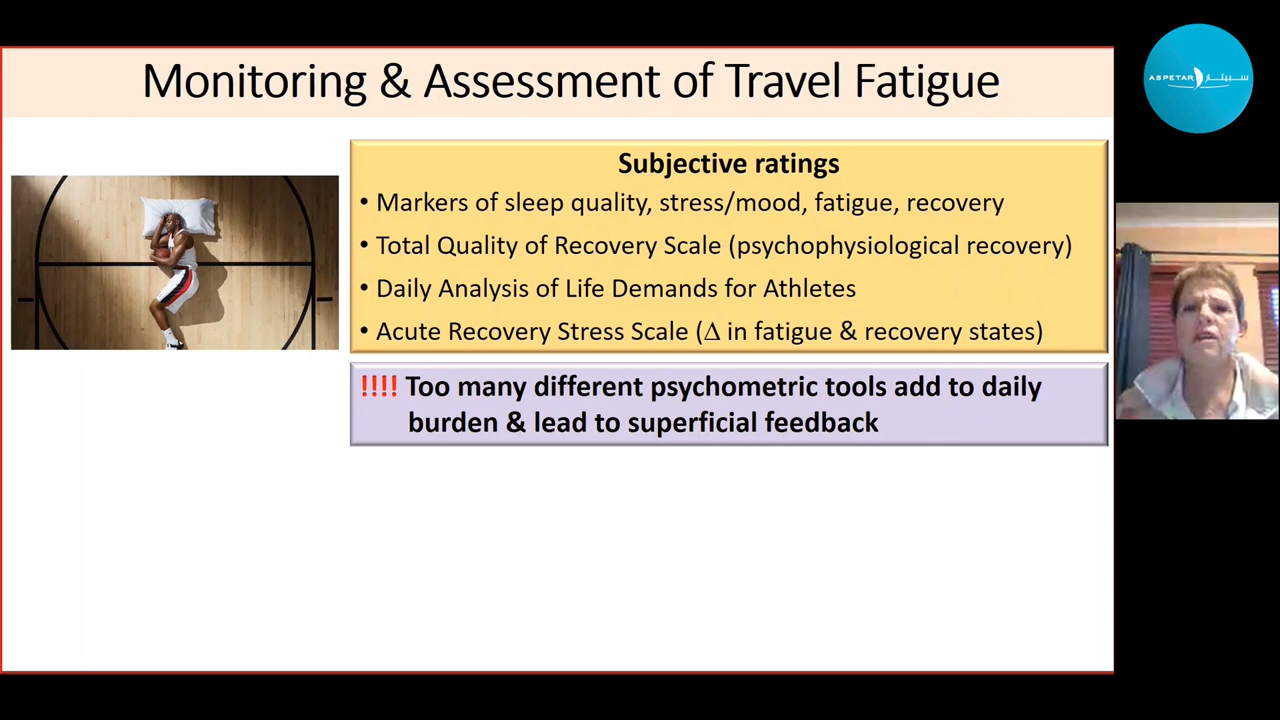 Monitoring & Assessment of Travel Fatigue
ASPETAR سبيتار
Subjective ratings
• Markers of sleep quality, stress/mood, fatigue, recovery
• Total Quality of Recovery Scale (psychophysiological recovery)
• Daily Analysis of Life Demands for Athletes
• Acute Recovery Stress Scale (Δ in fatigue & recovery states)
!!!! Too many different psychometric tools add to daily
burden & lead to superficial feedback